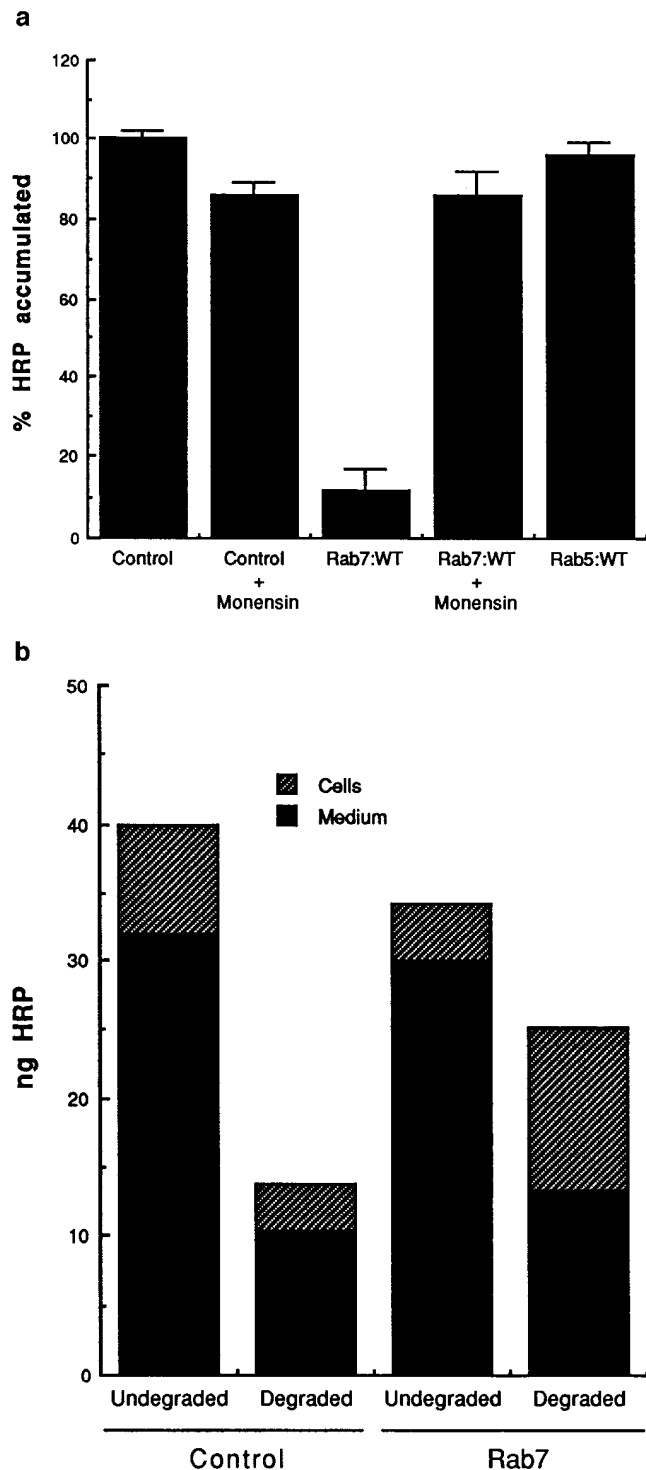 a
% HRP accumulated
120
100
80
60
40
20
0
Control
Control
+
Monensin
Rab7:WT
Rab7:WT
+
Monensin
Rab5:WT
b
ng HRP
50
40
30
20
10
0
Cells
Medium
Undegraded
Degraded
Undegraded
Degraded
Control
Rab7